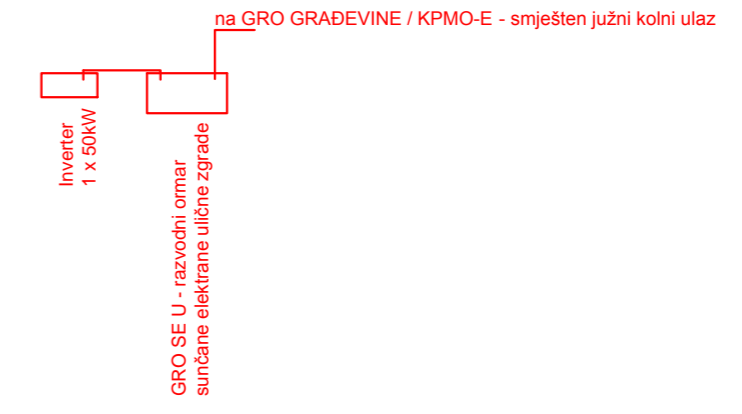 na GRO GRAĐEVINE / KPMO-E - smješten južni kolni ulaz
Inverter
1 x 50kW
GRO SE U - razvodni ormar
sunčane elektrane ulične zgrade